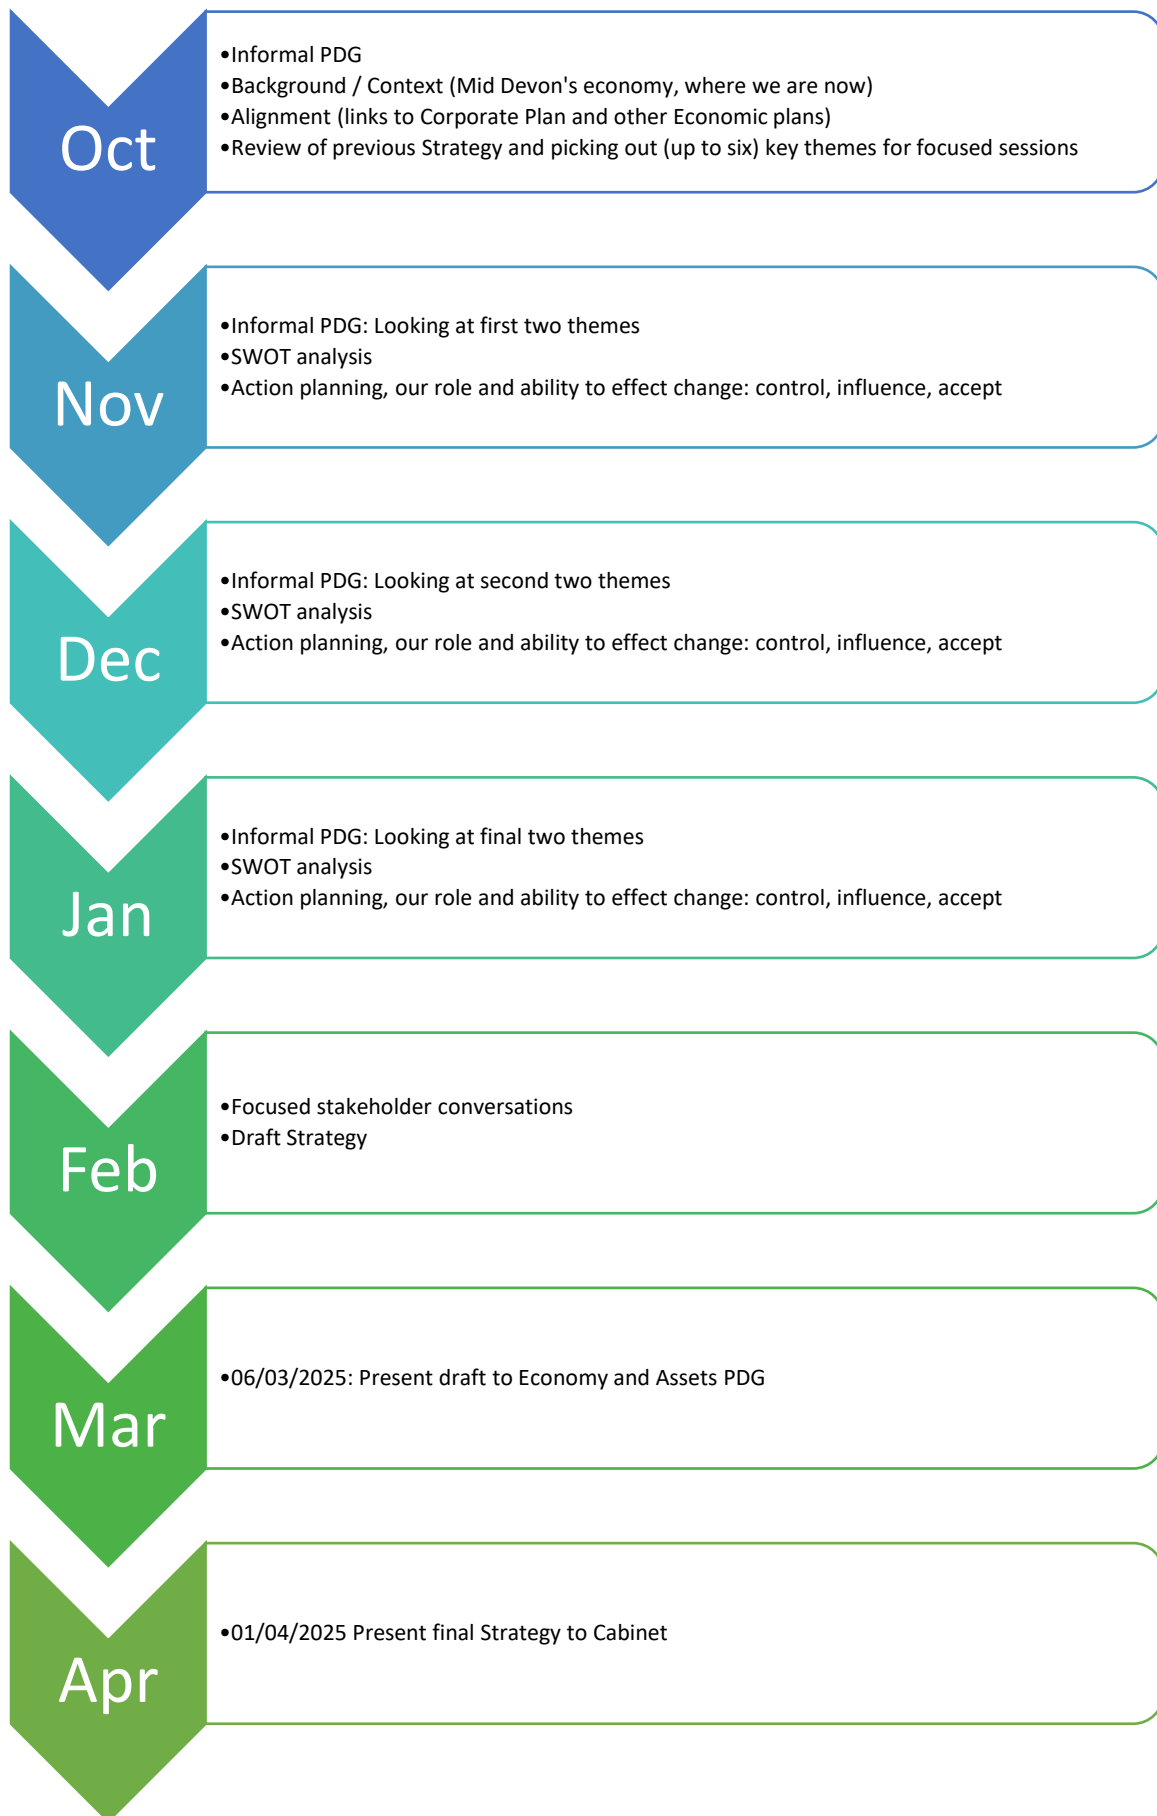 Oct
•Informal PDG
•Background / Context (Mid Devon's economy, where we are now)
•Alignment (links to Corporate Plan and other Economic plans)
•Review of previous Strategy and picking out (up to six) key themes for focused sessions
Nov
•Informal PDG: Looking at first two themes
•SWOT analysis
•Action planning, our role and ability to effect change: control, influence, accept
Dec
•Informal PDG: Looking at second two themes
•SWOT analysis
•Action planning, our role and ability to effect change: control, influence, accept
Jan
•Informal PDG: Looking at final two themes
•SWOT analysis
•Action planning, our role and ability to effect change: control, influence, accept
Feb
•Focused stakeholder conversations
•Draft Strategy
Mar
•06/03/2025: Present draft to Economy and Assets PDG
Apr
•01/04/2025 Present final Strategy to Cabinet